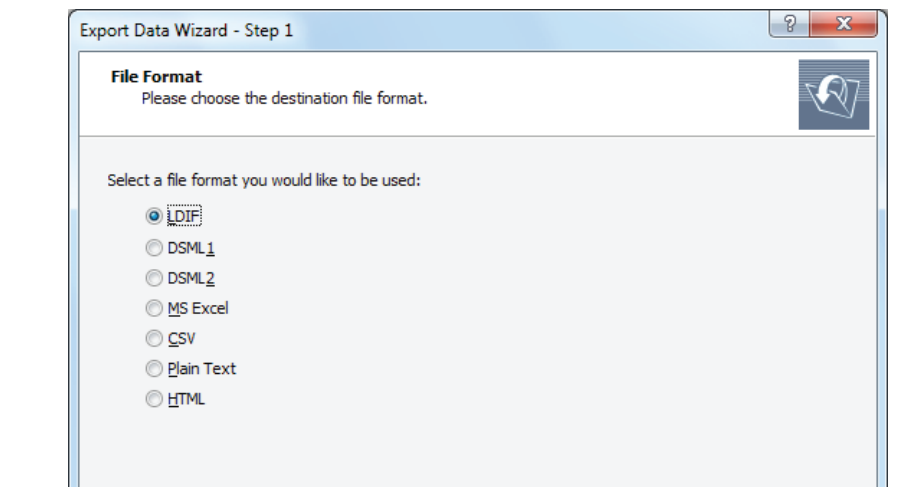 Export Data Wizard - Step 1
?
X
File Format
Please choose the destination file format.
Select a file format you would like to be used:
LDIF
DSML1
DSML2
MS Excel
CSV
Plain Text
HTML